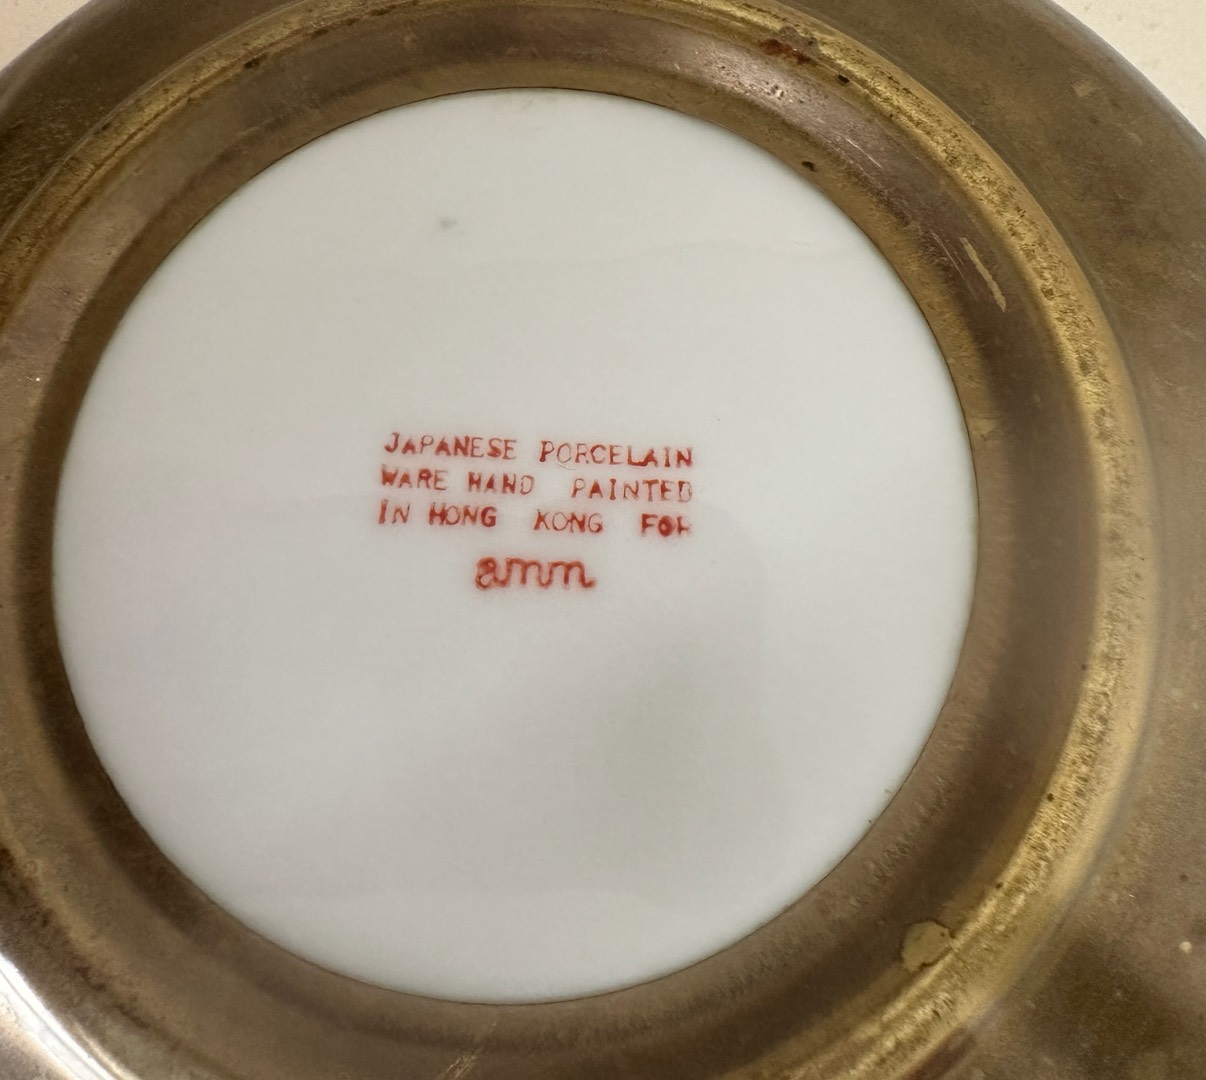 JAPANESE PORCELAIN
WARE HAND PAINTED
IN HONG KONG FOR
amm